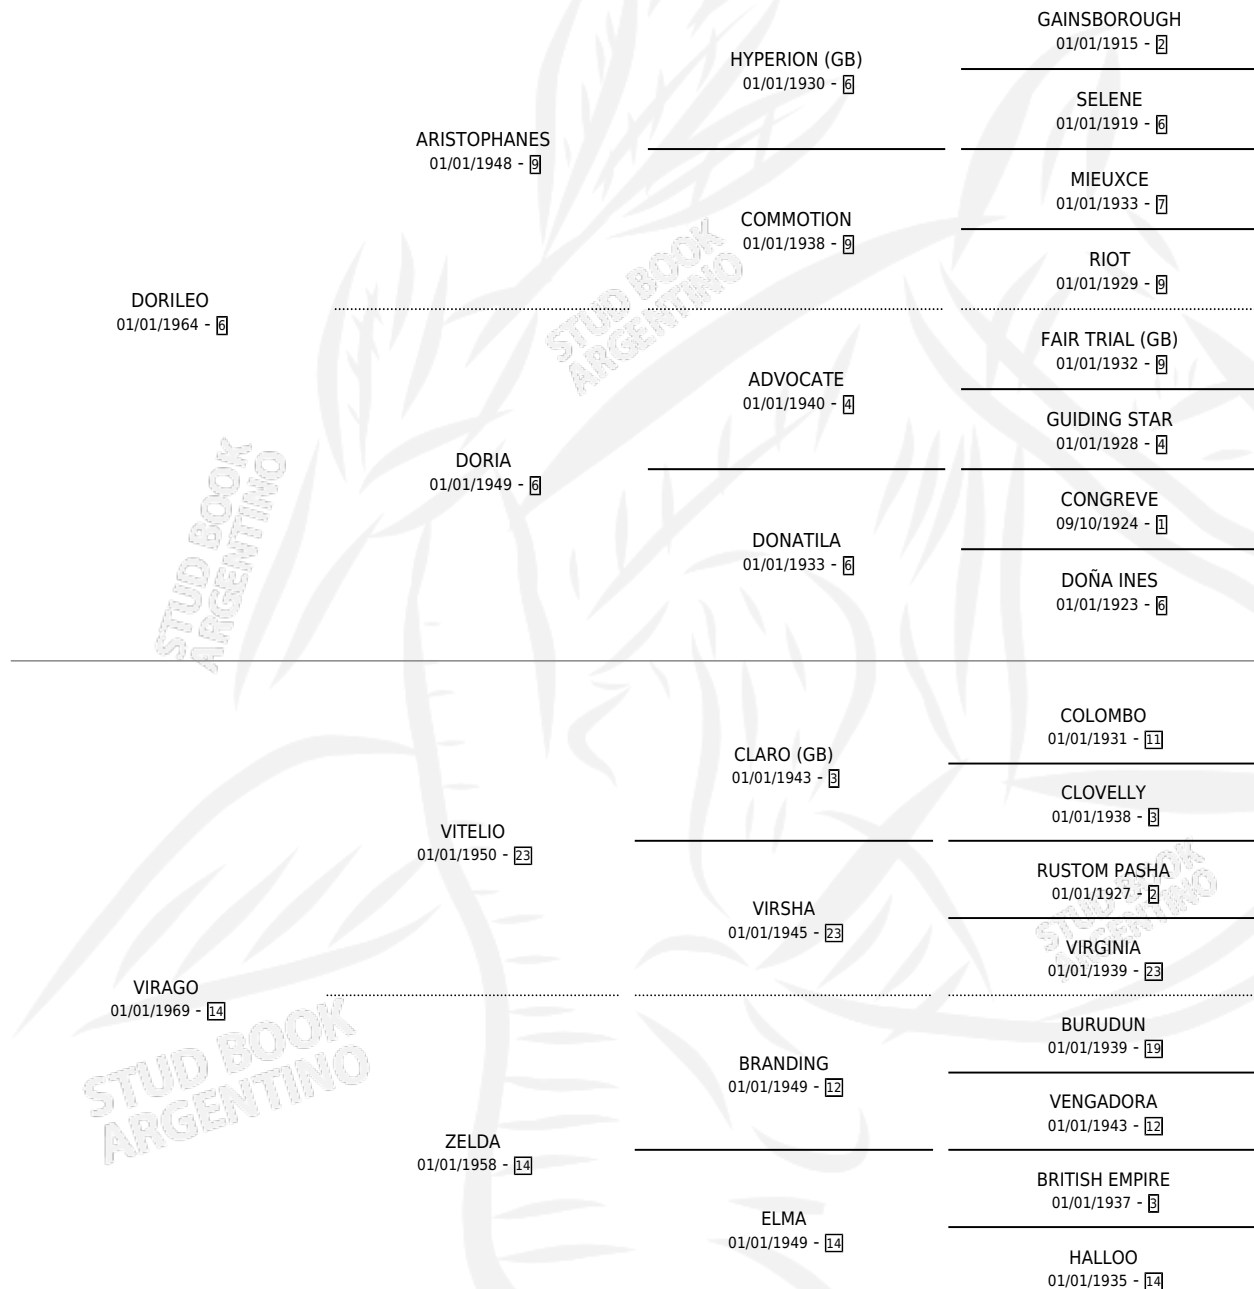 GAINSBOROUGH
01/01/1915 - 2
HYPERION (GB)
01/01/1930 - 6
SELENE
01/01/1919 - 6
ARISTOPHANES
01/01/1948 - 9
MIEUXCE
01/01/1933 - 7
COMMOTION
01/01/1938 - 9
RIOT
01/01/1929 - 9
DORILEO
01/01/1964 - 6
FAIR TRIAL (GB)
01/01/1932 - 9
ADVOCATE
01/01/1940 - 4
GUIDING STAR
01/01/1928 - 4
DORIA
01/01/1949 - 6
CONGREVE
09/10/1924 - 1
DONATILA
01/01/1933 - 6
DOÑA INES
01/01/1923 - 6
COLOMBO
01/01/1931 - 11
CLARO (GB)
01/01/1943 - 3
CLOVELLY
01/01/1938 - 3
VITELIO
01/01/1950 - 23
RUSTOM PASHA
01/01/1927 - 2
VIRSHA
01/01/1945 - 23
VIRGINIA
01/01/1939 - 23
VIRAGO
01/01/1969 - 14
BURUDUN
01/01/1939 - 19
BRANDING
01/01/1949 - 12
VENGADORA
01/01/1943 - 12
ZELDA
01/01/1958 - 14
BRITISH EMPIRE
01/01/1937 - 3
ELMA
01/01/1949 - 14
HALLOO
01/01/1935 - 14
STUD BOOK
ARGENTINO
STUD BOOK
ARGENTINO
STUD BOOK
ARGENTINO
STUD BOOK
ARGENTINO